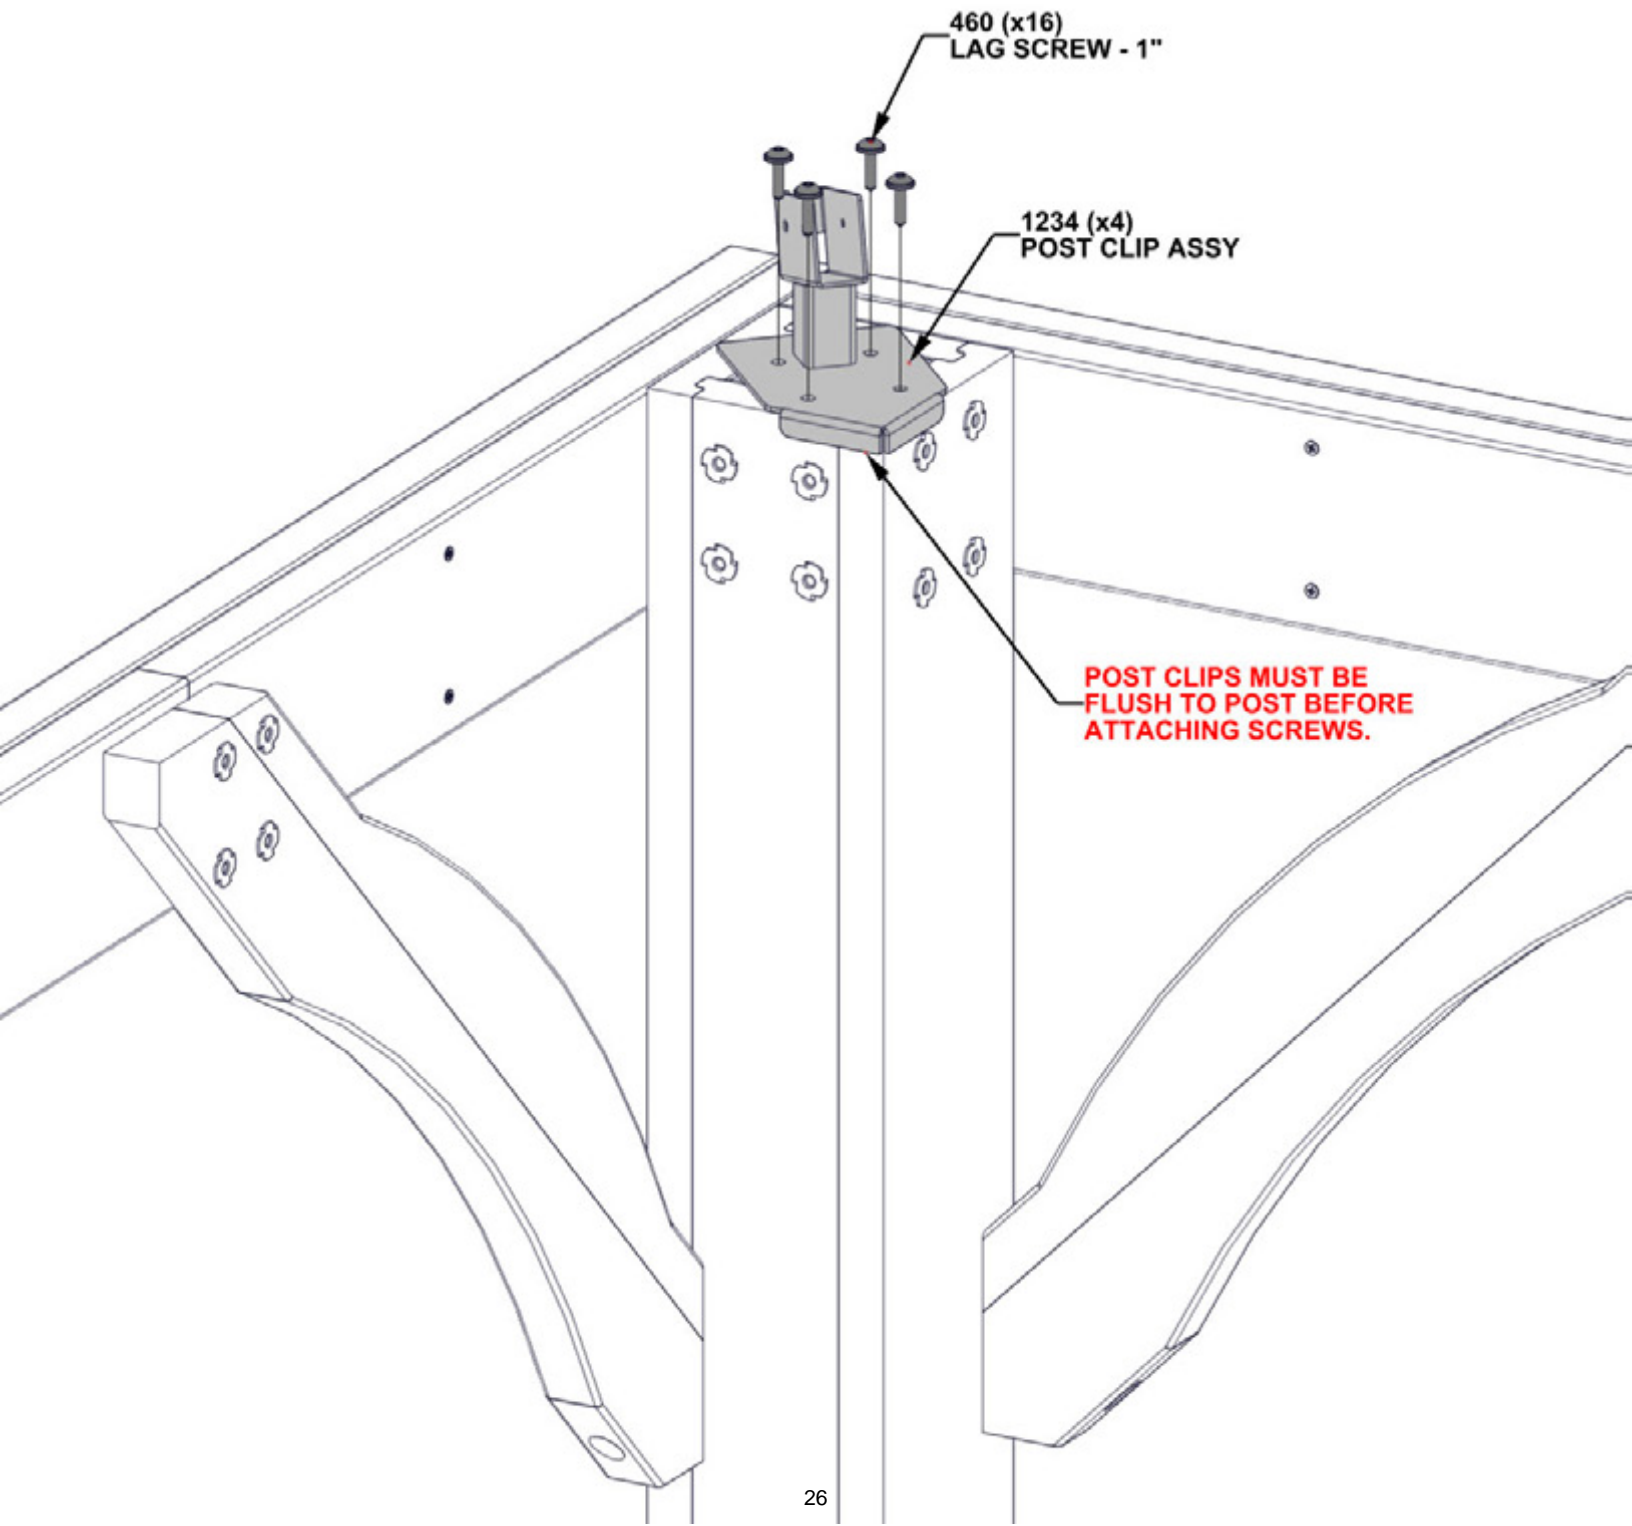 460 (x16)
LAG SCREW - 1"
1234 (x4)
POST CLIP ASSY
POST CLIPS MUST BE
FLUSH TO POST BEFORE
ATTACHING SCREWS.
26